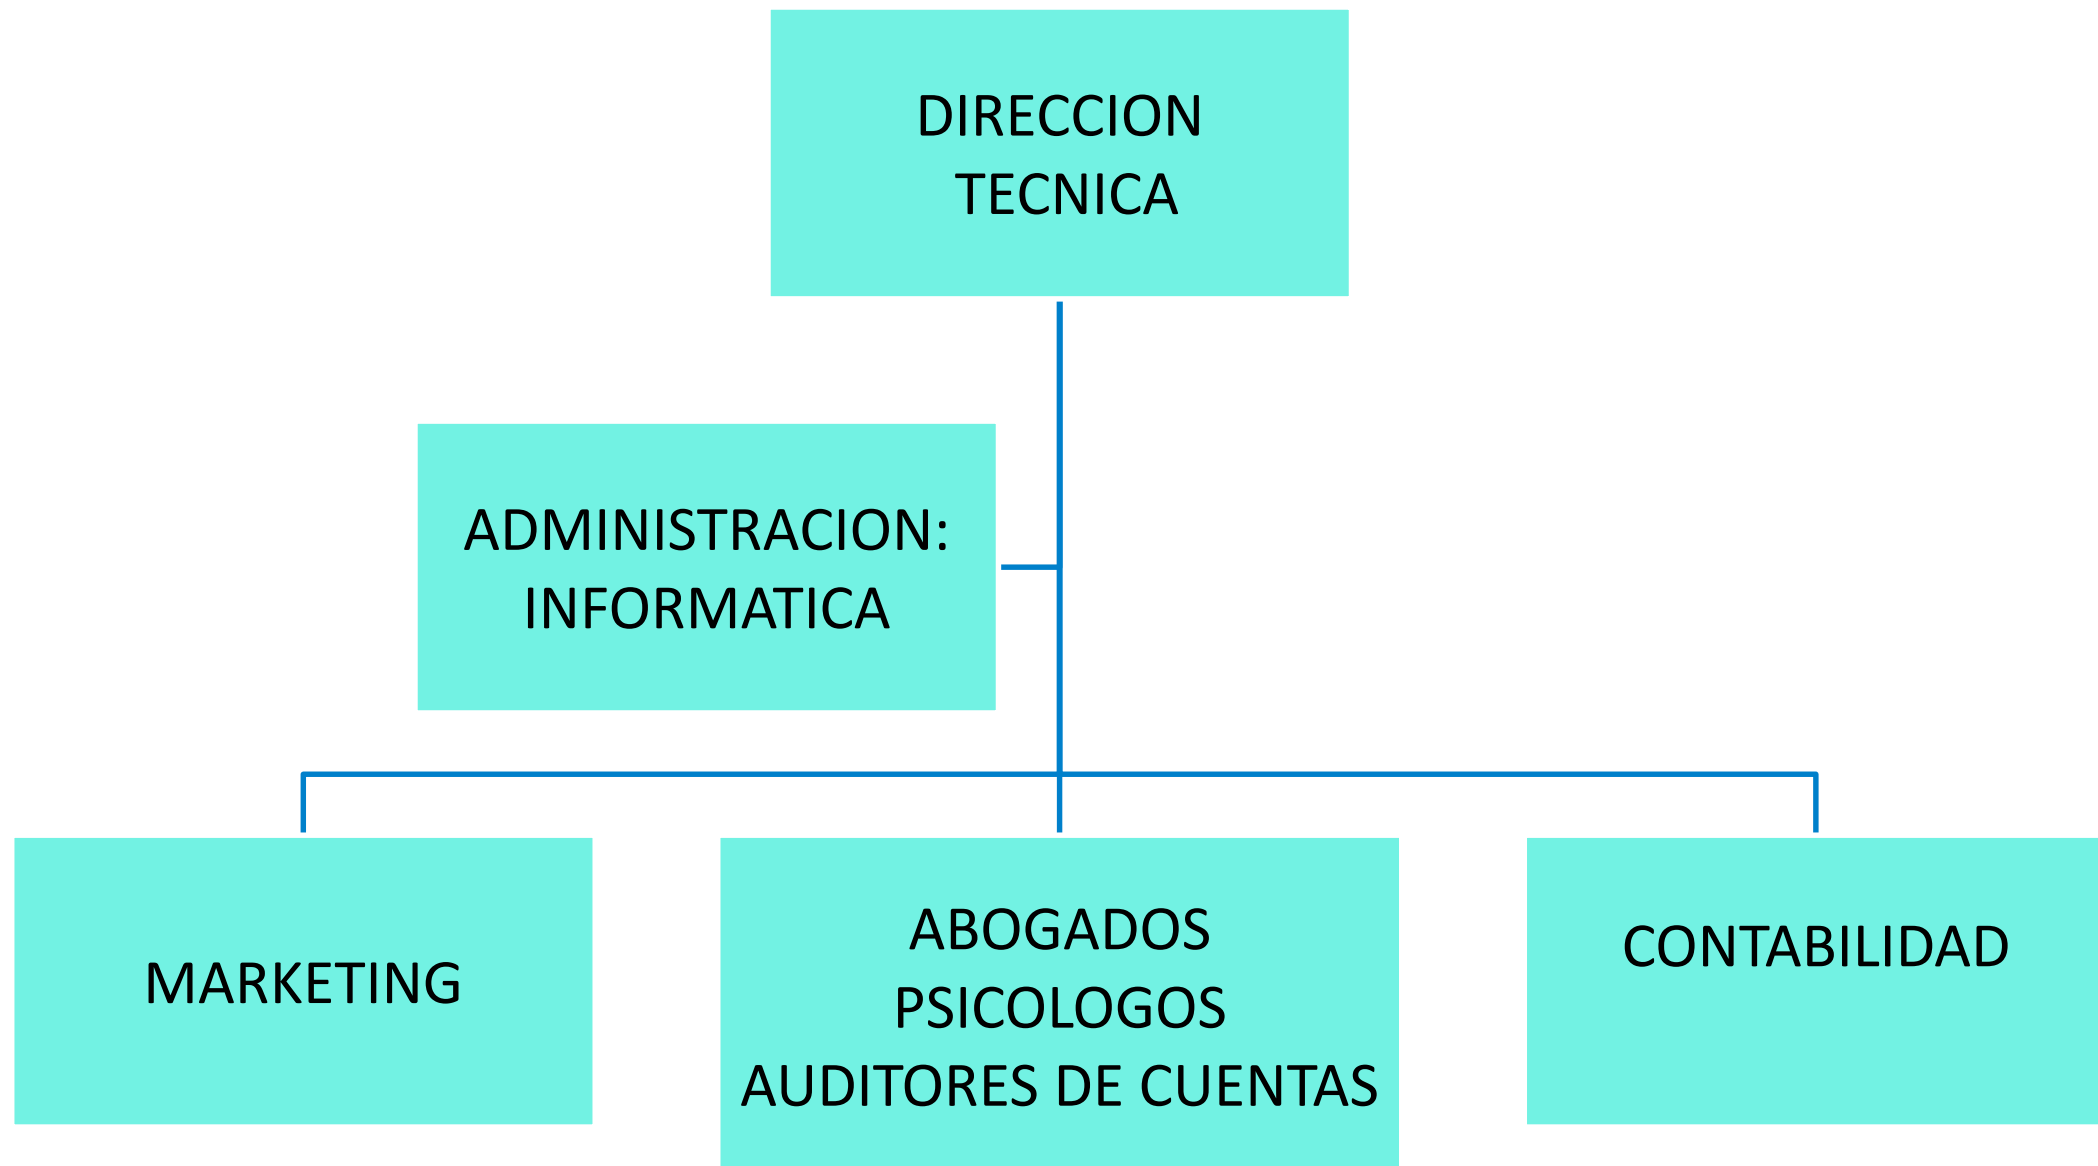 DIRECCION
TECNICA
ADMINISTRACION:
INFORMATICA
MARKETING
ABOGADOS
PSICOLOGOS
AUDITORES DE CUENTAS
CONTABILIDAD